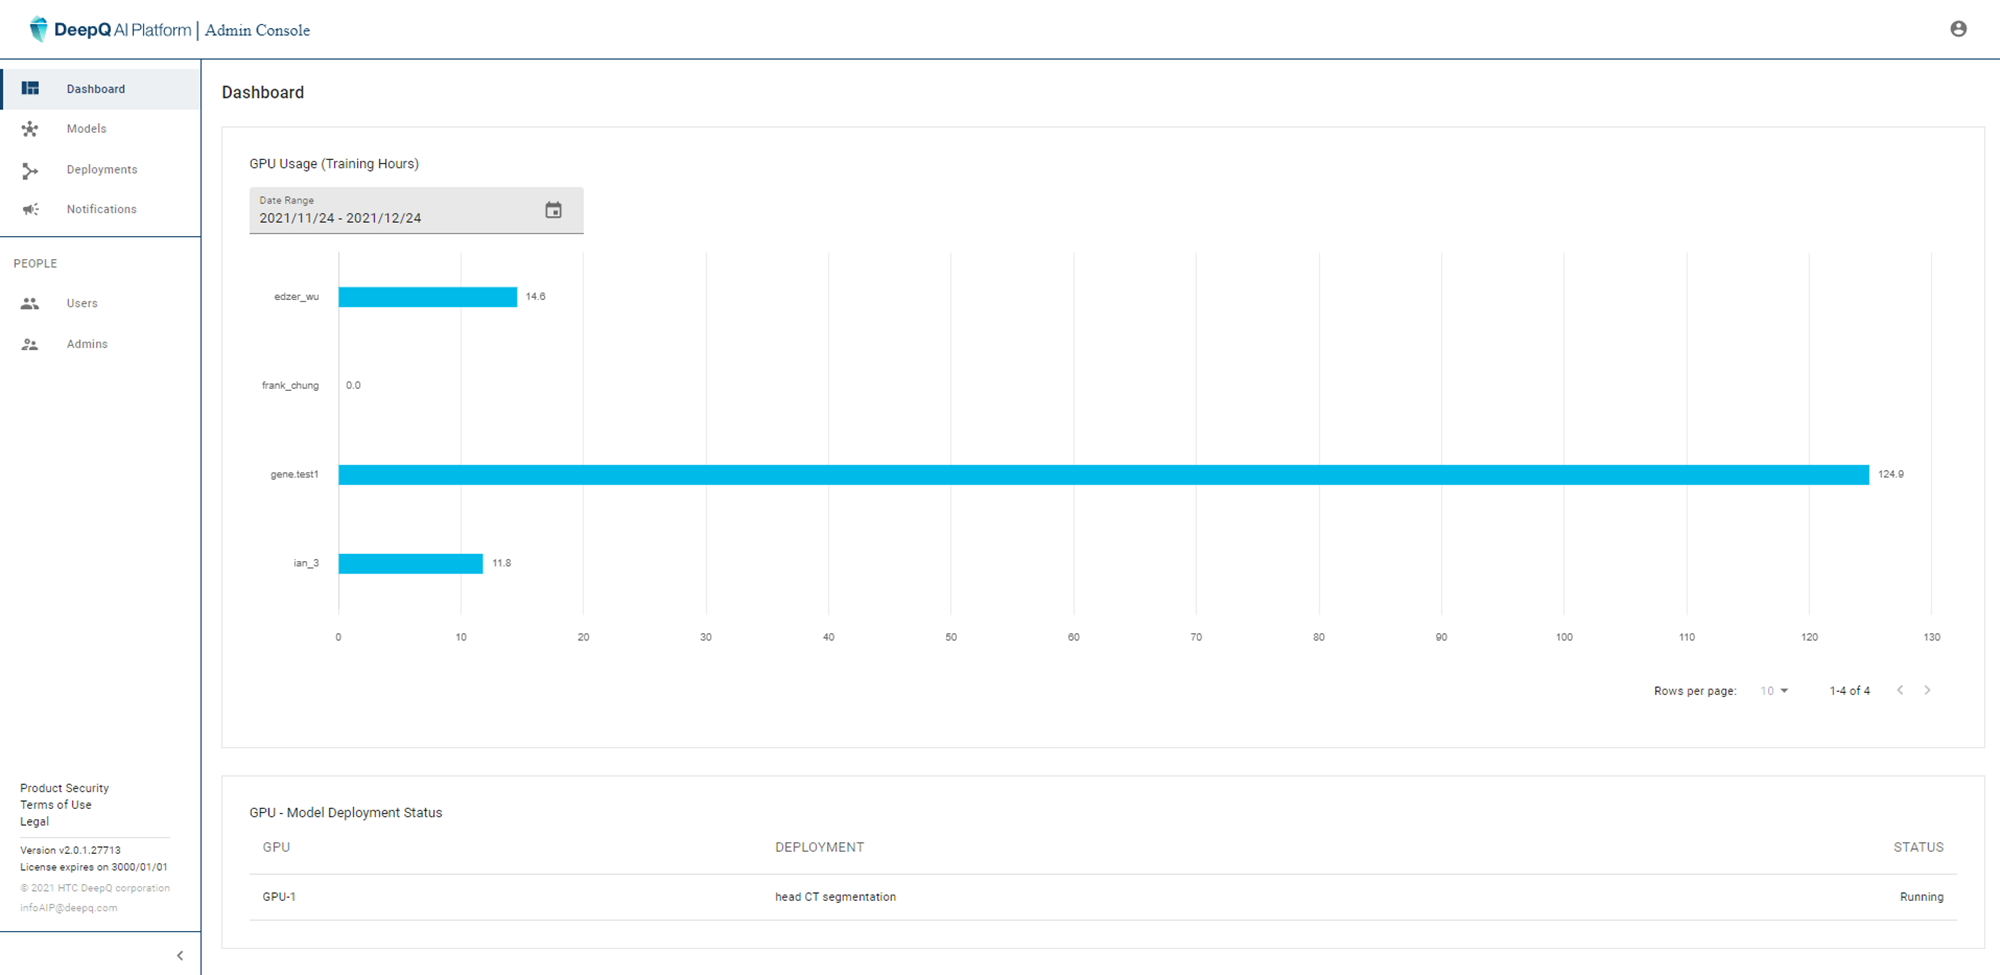 DeepQ AI Platform | Admin Console
Dashboard
Models
Deployments
Notifications
PEOPLE
Users
Admins
Product Security
Terms of Use
Legal
Version v2.0.1.27713
License expires on 3000/01/01
© 2021 HTC DeepQ corporation
infoAIP@deepq.com
Dashboard
GPU Usage (Training Hours)
Date Range
2021/11/24 - 2021/12/24
edzer_wu 14.6
frank_chung 0.0
gene.test1 124.9
ian_3 11.8
0 10 20 30 40 50 60 70 80 90 100 110 120 130
Rows per page: 10 1-4 of 4
GPU - Model Deployment Status
GPU DEPLOYMENT STATUS
GPU-1 head CT segmentation Running